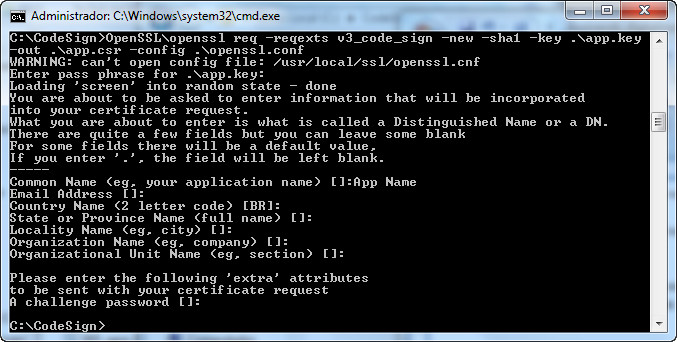 Administrador: C:\Windows\system32\cmd.exe
C:\CodeSign>OpenSSL\openssl req -reqexts v3_code_sign -new -sha1 -key .\app.key
-out .\app.csr -config .\openssl.conf
WARNING: can't open config file: /usr/local/ssl/openssl.cnf
Enter pass phrase for .\app.key:
Loading 'screen' into random state - done
You are about to be asked to enter information that will be incorporated
into your certificate request.
What you are about to enter is what is called a Distinguished Name or a DN.
There are quite a few fields but you can leave some blank
For some fields there will be a default value,
If you enter '.', the field will be left blank.
-----
Common Name (eg, your application name) []:App Name
Email Address []:
Country Name (2 letter code) [BR]:
State or Province Name (full name) []:
Locality Name (eg, city) []:
Organization Name (eg, company) []:
Organizational Unit Name (eg, section) []:

Please enter the following 'extra' attributes
to be sent with your certificate request
A challenge password []:

C:\CodeSign>